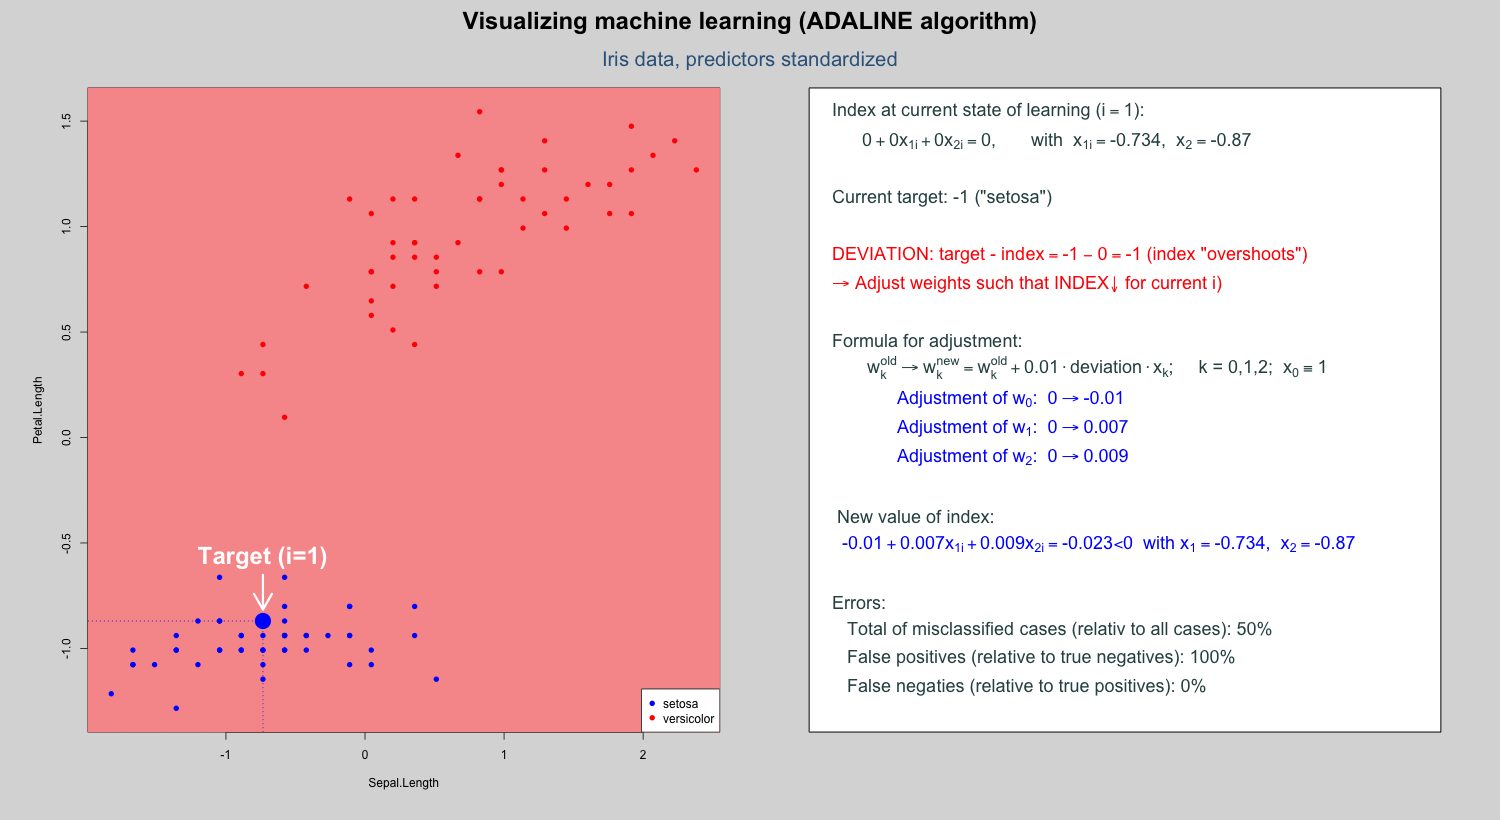 Visualizing machine learning (ADALINE algorithm)
Iris data, predictors standardized
1.5
1.0
0.5
0.0
-0.5
-1.0
Petal.Length
Target (i=1)
setosa
versicolor
-1 0 1 2
Sepal.Length
Index at current state of learning (i = 1):
0 + 0x1i + 0x2i = 0, with x1i = -0.734, x2 = -0.87
Current target: -1 ("setosa")
DEVIATION: target - index = -1 − 0 = -1 (index "overshoots")
→ Adjust weights such that INDEX↓ for current i)
Formula for adjustment:
w_k^old → w_k^new = w_k^old + 0.01 · deviation · x_k; k = 0,1,2; x0 ≡ 1
Adjustment of w0: 0 → -0.01
Adjustment of w1: 0 → 0.007
Adjustment of w2: 0 → 0.009
New value of index:
-0.01 + 0.007x1i + 0.009x2i = -0.023<0 with x1 = -0.734, x2 = -0.87
Errors:
Total of misclassified cases (relativ to all cases): 50%
False positives (relative to true negatives): 100%
False negaties (relative to true positives): 0%